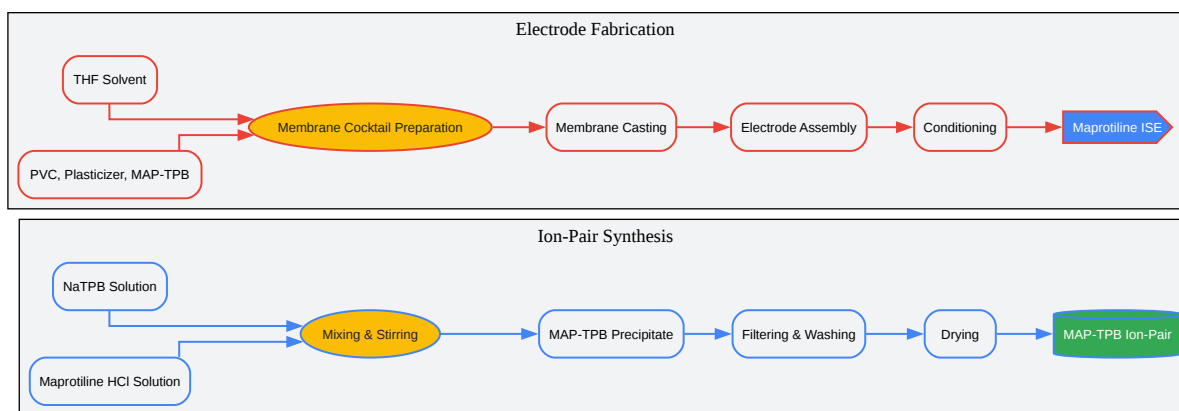 Electrode Fabrication
THF Solvent
PVC, Plasticizer, MAP-TPB
Membrane Cocktail Preparation
Membrane Casting
Electrode Assembly
Conditioning
Maprotiline ISE
Ion-Pair Synthesis
NaTPB Solution
Maprotiline HCl Solution
Mixing & Stirring
MAP-TPB Precipitate
Filtering & Washing
Drying
MAP-TPB Ion-Pair